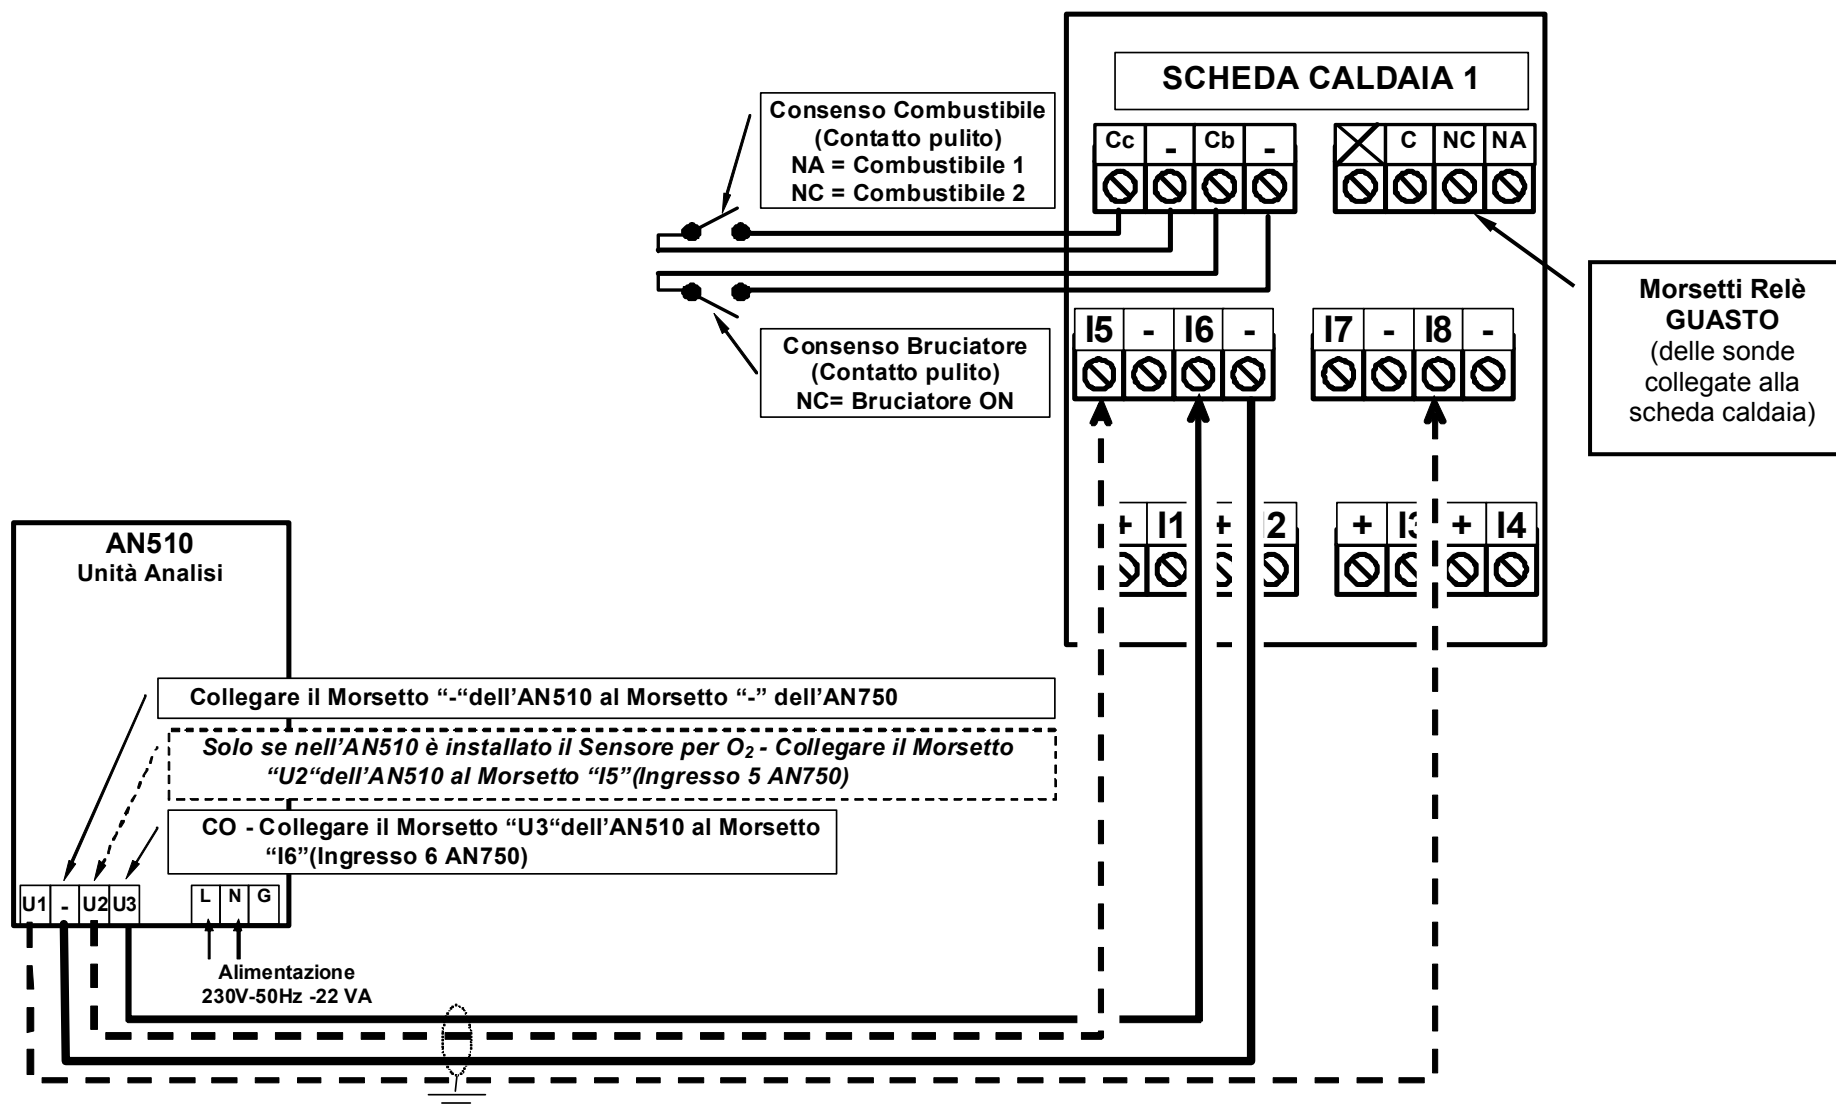 SCHEDA CALDAIA 1
Consenso Combustibile
(Contatto pulito)
NA = Combustibile 1
NC = Combustibile 2
Cc - Cb -
C NC NA
Morsetti Relè
GUASTO
(delle sonde
collegate alla
scheda caldaia)
I5 - I6 -
I7 - I8 -
Consenso Bruciatore
(Contatto pulito)
NC= Bruciatore ON
+ I1 + I2
+ I3 + I4
AN510
Unità Analisi
Collegare il Morsetto “-“dell’AN510 al Morsetto “-” dell’AN750
Solo se nell’AN510 è installato il Sensore per O2 - Collegare il Morsetto
“U2“dell’AN510 al Morsetto “I5”(Ingresso 5 AN750)
CO - Collegare il Morsetto “U3“dell’AN510 al Morsetto
“I6”(Ingresso 6 AN750)
U1 - U2 U3
L N G
Alimentazione
230V-50Hz -22 VA